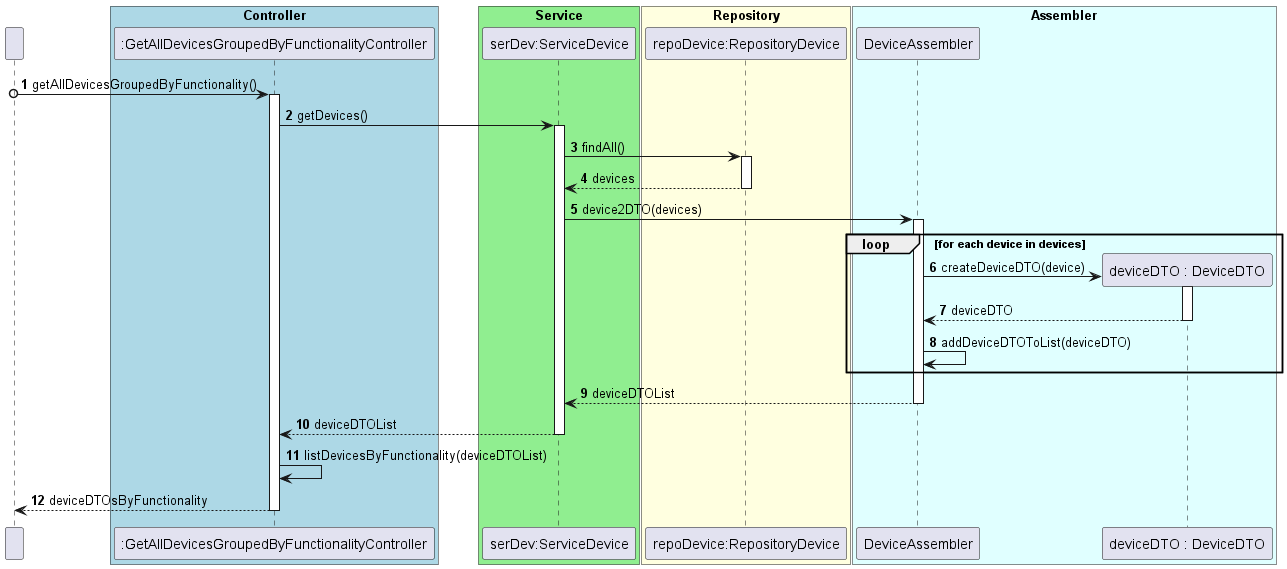 Controller
Service
Repository
Assembler
:GetAllDevicesGroupedByFunctionalityController
serDev:ServiceDevice
repoDevice:RepositoryDevice
DeviceAssembler
1 getAllDevicesGroupedByFunctionality()
2 getDevices()
3 findAll()
4 devices
5 device2DTO(devices)
loop [for each device in devices]
6 createDeviceDTO(device)
deviceDTO : DeviceDTO
7 deviceDTO
8 addDeviceDTOToList(deviceDTO)
9 deviceDTOList
10 deviceDTOList
11 listDevicesByFunctionality(deviceDTOList)
12 deviceDTOsByFunctionality
:GetAllDevicesGroupedByFunctionalityController
serDev:ServiceDevice
repoDevice:RepositoryDevice
DeviceAssembler
deviceDTO : DeviceDTO